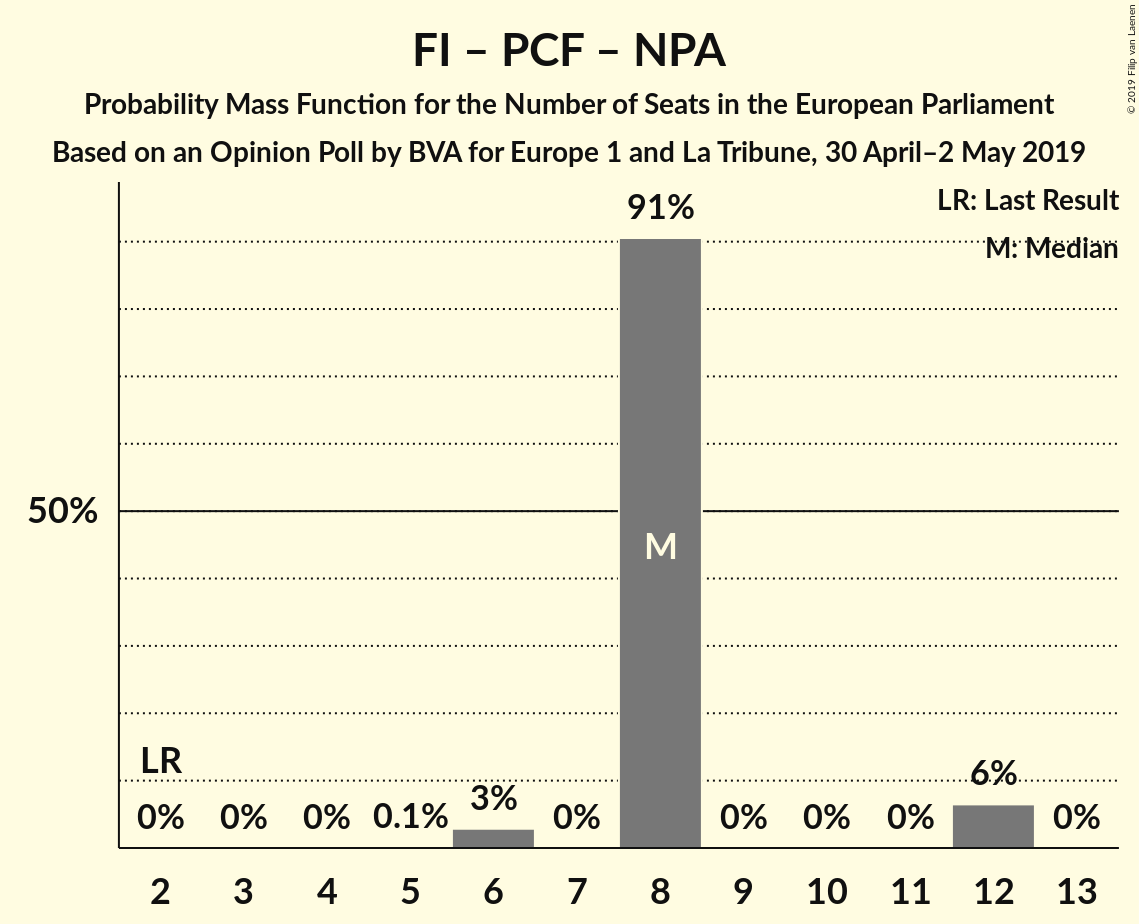 FI – PCF – NPA
Probability Mass Function for the Number of Seats in the European Parliament
Based on an Opinion Poll by BVA for Europe 1 and La Tribune, 30 April–2 May 2019
© 2019 Filip van Laenen
LR: Last Result
M: Median
91%
50%
M
LR
0% 0% 0% 0.1% 3% 0% 0% 0% 0% 6% 0%
2 3 4 5 6 7 8 9 10 11 12 13